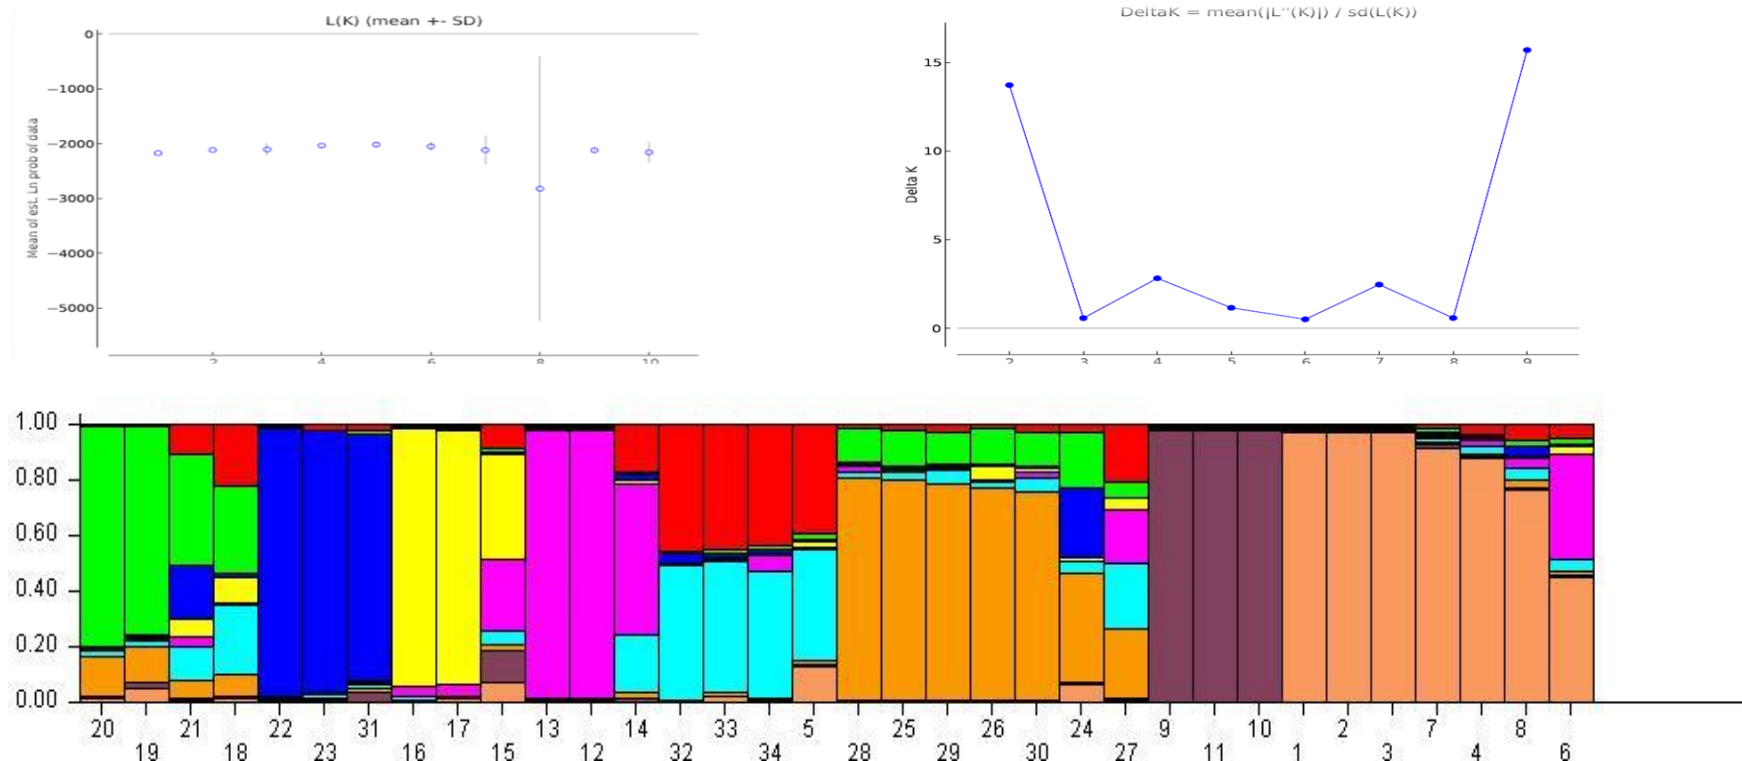 L(K) (mean +- SD)
0
−1000
−2000
−3000
−4000
−5000
Mean of est. Ln prob of data
2 4 6 8 10
DeltaK = mean(|L''(K)|) / sd(L(K))
15
10
5
0
Delta K
2 3 4 5 6 7 8 9
1.00
0.80
0.60
0.40
0.20
0.00
20 21 22 31 17 13 14 33 5 25 26 24 9 10 2 7 8
19 18 23 16 15 12 32 34 28 29 30 27 11 1 3 4 6